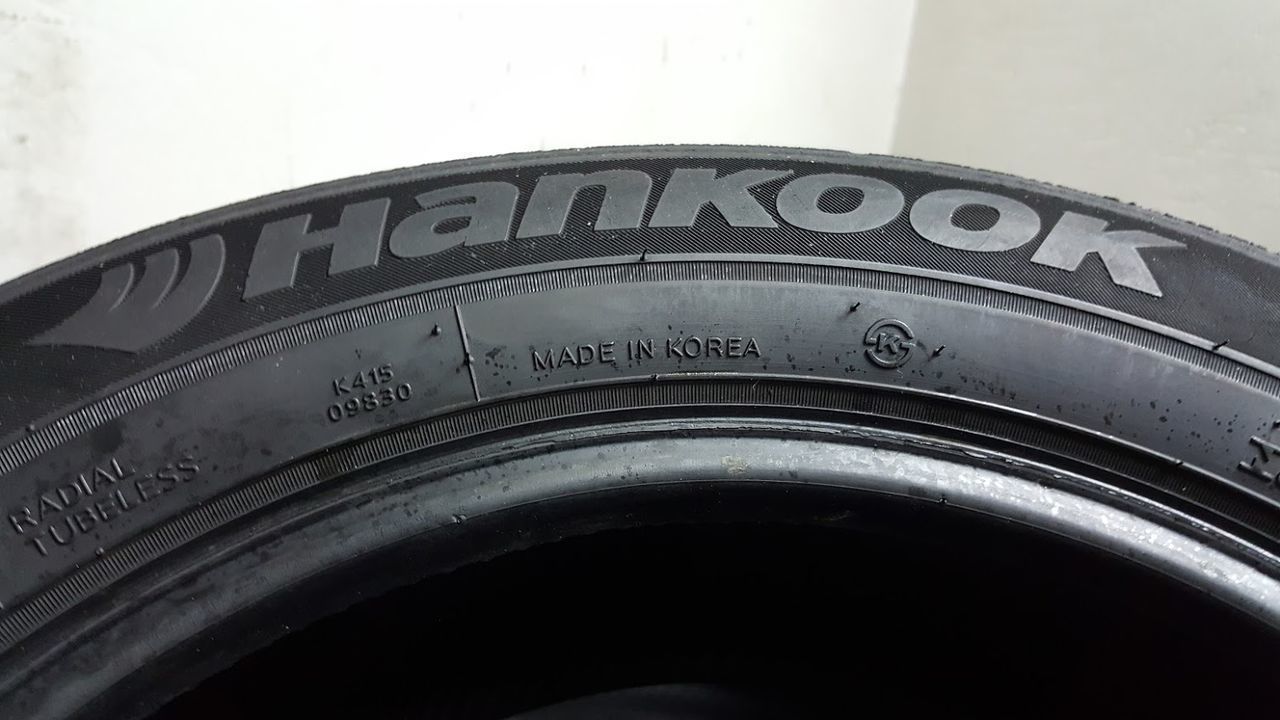 Hankook
MADE IN KOREA
K
K415
09830
RADIAL
TUBELESS